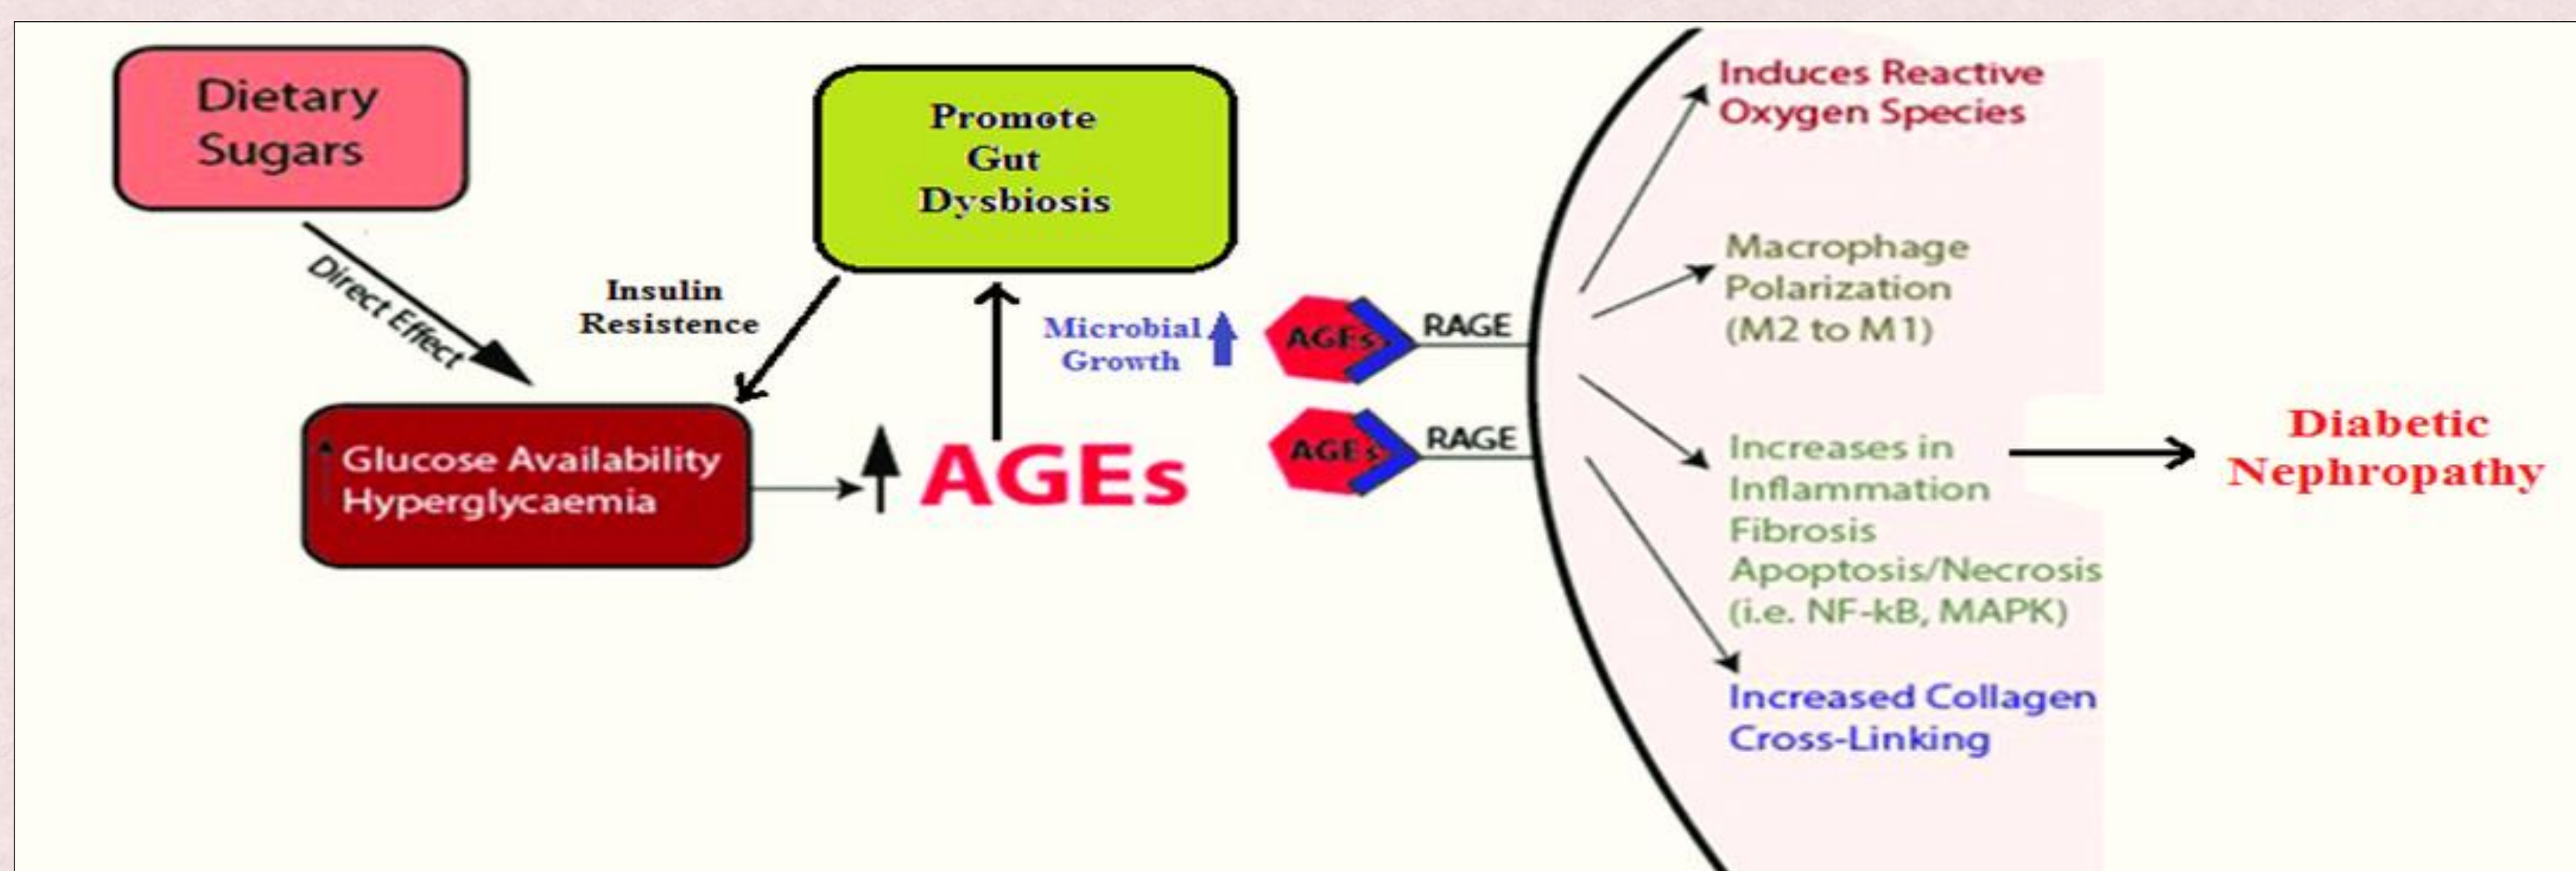 Dietary
Sugars
Direct Effect
Promote
Gut
Dysbiosis
Insulin
Resistence
Glucose Availability
Hyperglycaemia
AGEs
Microbial
Growth
AGEs
RAGE
AGEs
RAGE
Induces Reactive
Oxygen Species
Macrophage
Polarization
(M2 to M1)
Increases in
Inflammation
Fibrosis
Apoptosis/Necrosis
(i.e. NF-kB, MAPK)
Increased Collagen
Cross-Linking
Diabetic
Nephropathy